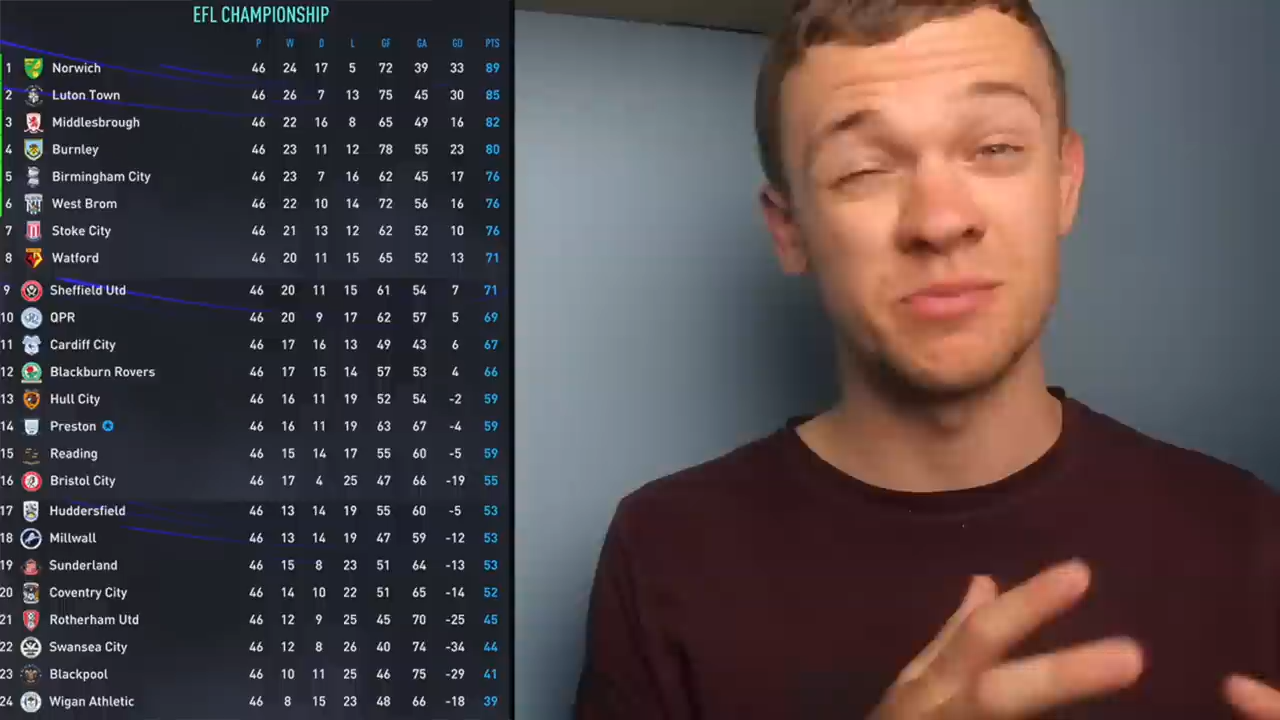 EFL CHAMPIONSHIP
P W D L GF GA GD PTS
1 Norwich 46 24 17 5 72 39 33 89
2 Luton Town 46 26 7 13 75 45 30 85
3 Middlesbrough 46 22 16 8 65 49 16 82
4 Burnley 46 23 11 12 78 55 23 80
5 Birmingham City 46 23 7 16 62 45 17 76
6 West Brom 46 22 10 14 72 56 16 76
7 Stoke City 46 21 13 12 62 52 10 76
8 Watford 46 20 11 15 65 52 13 71
9 Sheffield Utd 46 20 11 15 61 54 7 71
10 QPR 46 20 9 17 62 57 5 69
11 Cardiff City 46 17 16 13 49 43 6 67
12 Blackburn Rovers 46 17 15 14 57 53 4 66
13 Hull City 46 16 11 19 52 54 -2 59
14 Preston 46 16 11 19 63 67 -4 59
15 Reading 46 15 14 17 55 60 -5 59
16 Bristol City 46 17 4 25 47 66 -19 55
17 Huddersfield 46 13 14 19 55 60 -5 53
18 Millwall 46 13 14 19 47 59 -12 53
19 Sunderland 46 15 8 23 51 64 -13 53
20 Coventry City 46 14 10 22 51 65 -14 52
21 Rotherham Utd 46 12 9 25 45 70 -25 45
22 Swansea City 46 12 8 26 40 74 -34 44
23 Blackpool 46 10 11 25 46 75 -29 41
24 Wigan Athletic 46 8 15 23 48 66 -18 39